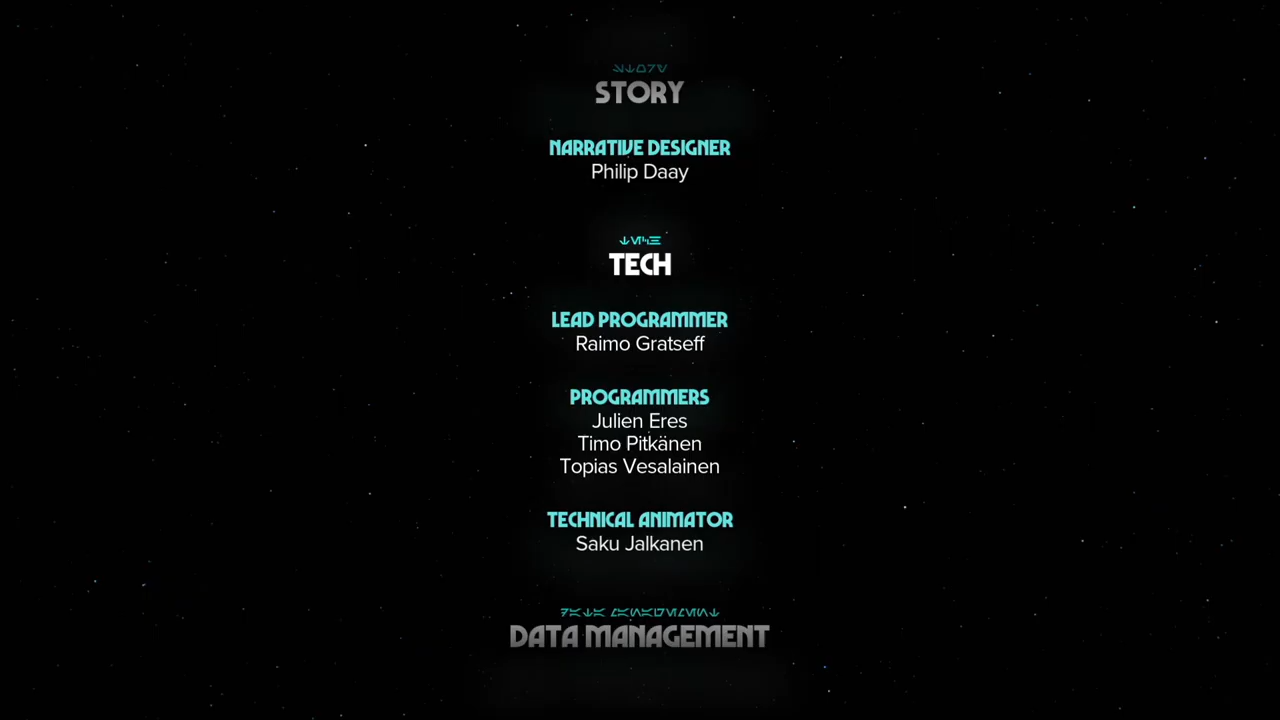 STORY
NARRATIVE DESIGNER
Philip Daay
TECH
LEAD PROGRAMMER
Raimo Gratseff
PROGRAMMERS
Julien Eres
Timo Pitkänen
Topias Vesalainen
TECHNICAL ANIMATOR
Saku Jalkanen
DATA MANAGEMENT